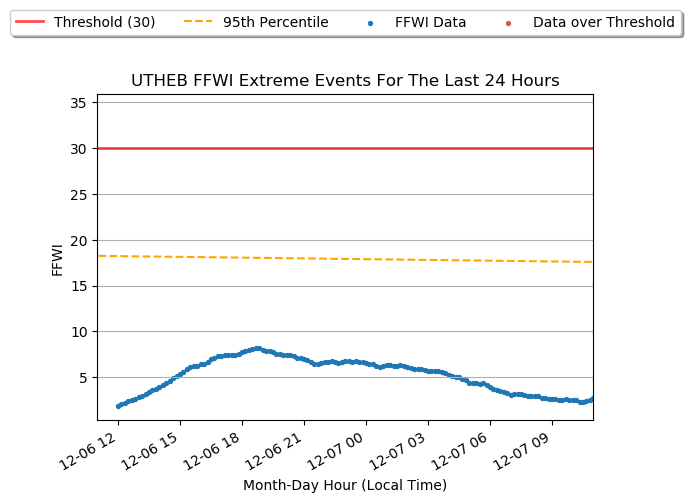 Threshold (30) 95th Percentile FFWI Data Data over Threshold
UTHEB FFWI Extreme Events For The Last 24 Hours
35
30
25
20
15
10
5
FFWI
12-06 12 12-06 15 12-06 18 12-06 21 12-07 00 12-07 03 12-07 06 12-07 09
Month-Day Hour (Local Time)